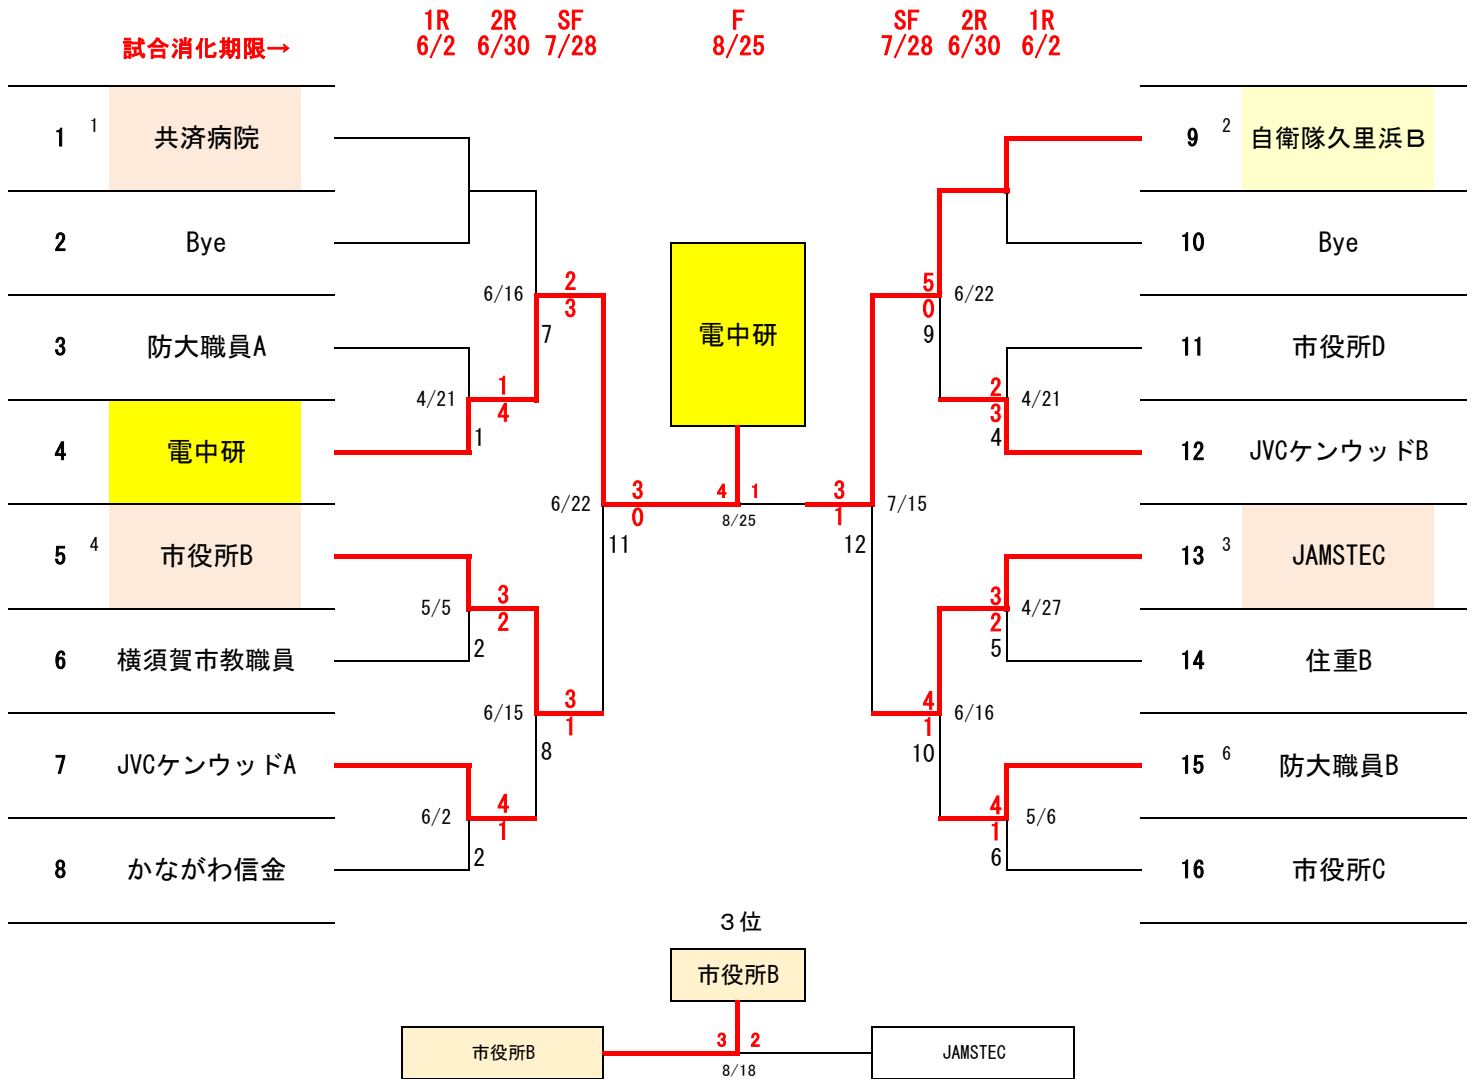 1R 2R SF F SF 2R 1R
試合消化期限→ 6/2 6/30 7/28 8/25 7/28 6/30 6/2
1 1 共済病院
2 Bye
3 防大職員A
4 電中研
5 4 市役所B
6 横須賀市教職員
7 JVCケンウッドA
8 かながわ信金
4/21
1
4
1
5/5
3
2
2
6/2
4
1
2
6/16
2
3
7
6/15
3
1
8
6/22
3
0
11
電中研
4 1
8/25
3
1
7/15
12
5
0
6/22
9
4
1
6/16
10
2
3
4/21
4
3
2
4/27
5
4
1
5/6
6
9 2 自衛隊久里浜B
10 Bye
11 市役所D
12 JVCケンウッドB
13 3 JAMSTEC
14 住重B
15 6 防大職員B
16 市役所C
3位
市役所B
市役所B 3 2 JAMSTEC
8/18